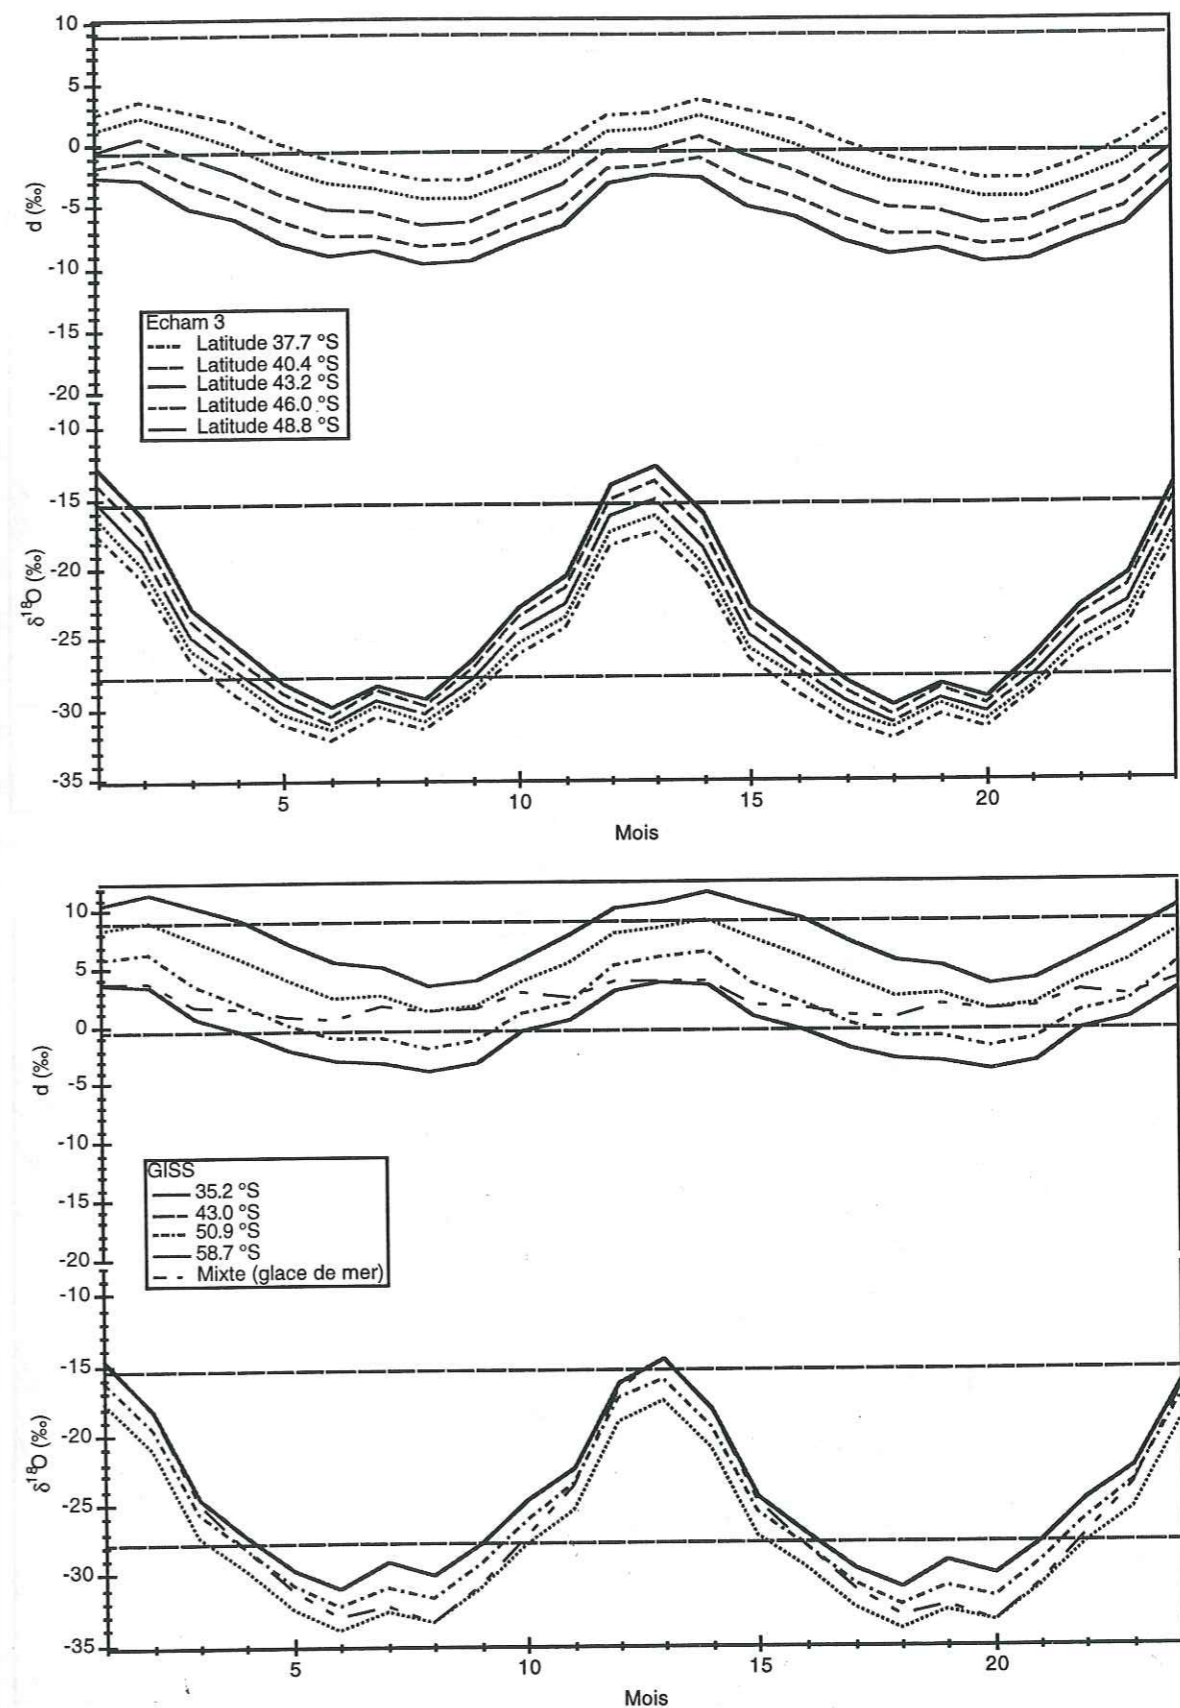 10
5
0
-5
-10
-15
-20
d (‰)
Echam 3
Latitude 37.7 °S
Latitude 40.4 °S
Latitude 43.2 °S
Latitude 46.0 °S
Latitude 48.8 °S
-10
-15
-20
-25
-30
-35
δ¹⁸O (‰)
5 10 15 20
Mois
10
5
0
-5
-10
-15
-20
d (‰)
GISS
35.2 °S
43.0 °S
50.9 °S
58.7 °S
Mixte (glace de mer)
-10
-15
-20
-25
-30
-35
δ¹⁸O (‰)
5 10 15 20
Mois